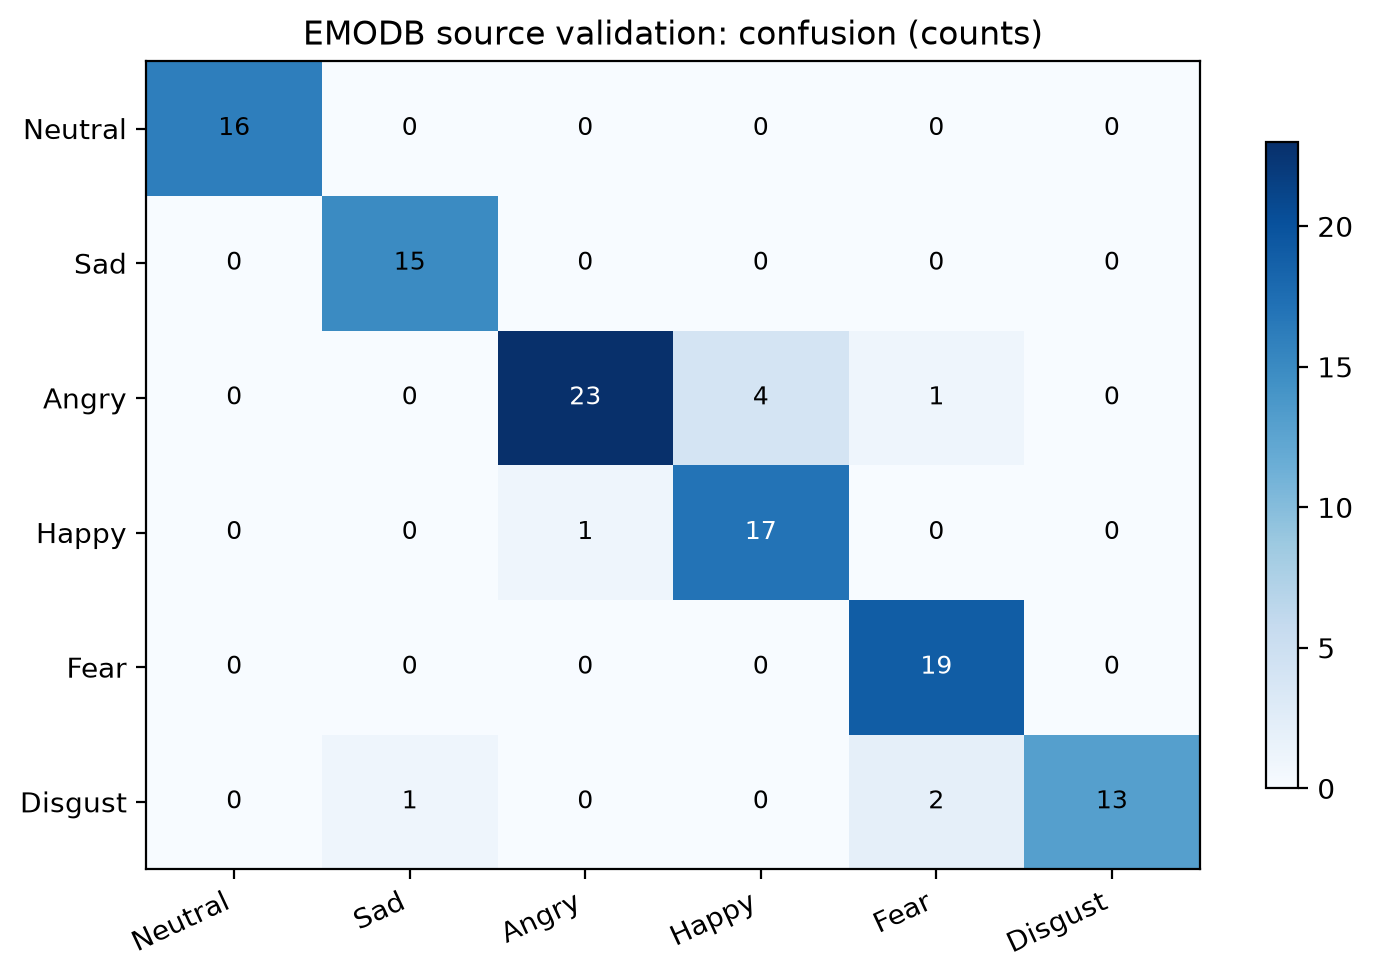 EMODB source validation: confusion (counts)
Neutral 16 0 0 0 0 0
Sad 0 15 0 0 0 0
Angry 0 0 23 4 1 0
Happy 0 0 1 17 0 0
Fear 0 0 0 0 19 0
Disgust 0 1 0 0 2 13
Neutral Sad Angry Happy Fear Disgust
20
15
10
5
0